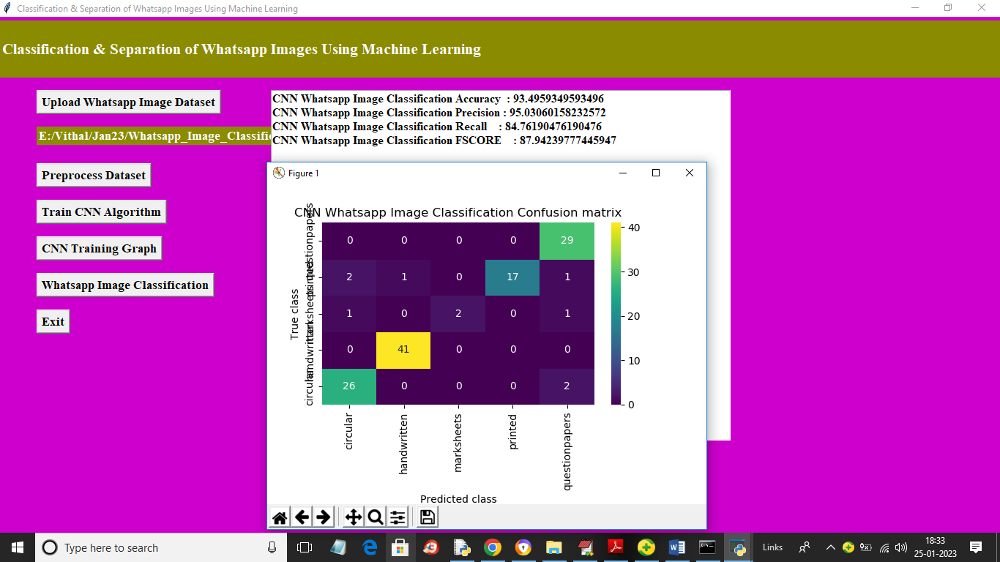 Classification & Separation of Whatsapp Images Using Machine Learning
Classification & Separation of Whatsapp Images Using Machine Learning
Upload Whatsapp Image Dataset
E:/Vithal/Jan23/Whatsapp_Image_Classific
Preprocess Dataset
Train CNN Algorithm
CNN Training Graph
Whatsapp Image Classification
Exit
CNN Whatsapp Image Classification Accuracy : 93.4959349593496
CNN Whatsapp Image Classification Precision : 95.03060158232572
CNN Whatsapp Image Classification Recall : 84.76190476190476
CNN Whatsapp Image Classification FSCORE : 87.94239777445947
Figure 1
CNN Whatsapp Image Classification Confusion matrix
True class
questionpapers
printed
marksheets
handwritten
circular
0 0 0 0 29
2 1 0 17 1
1 0 2 0 1
0 41 0 0 0
26 0 0 0 2
40
30
20
10
0
circular
handwritten
marksheets
printed
questionpapers
Predicted class
Type here to search
Links
18:33
25-01-2023